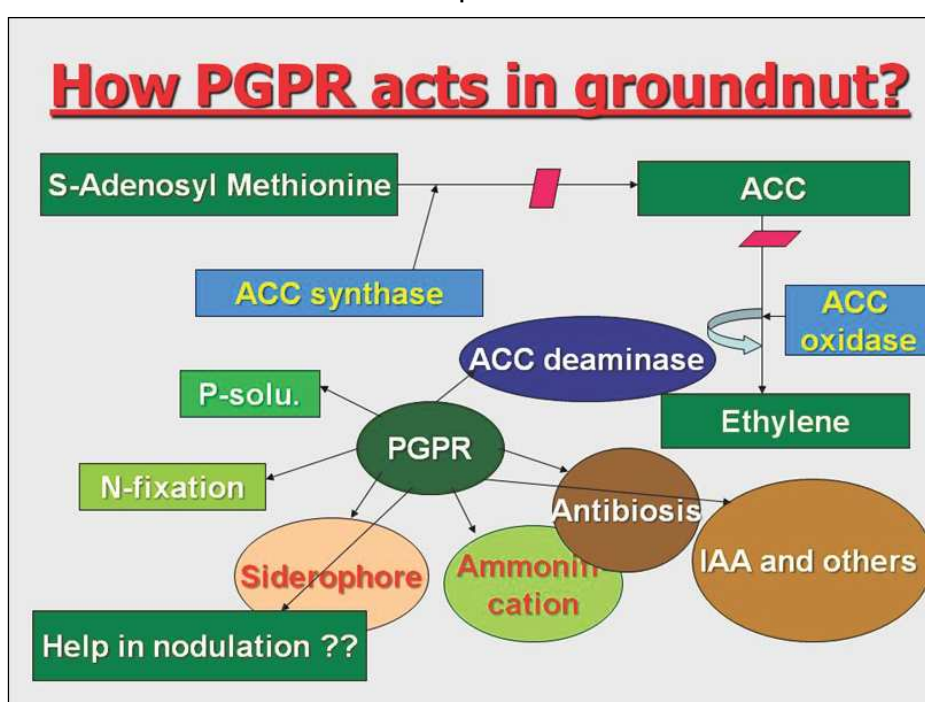 How PGPR acts in groundnut?
S-Adenosyl Methionine
ACC
ACC synthase
ACC
oxidase
ACC deaminase
P-solu.
Ethylene
PGPR
N-fixation
Antibiosis
IAA and others
Siderophore
Ammonifi
cation
Help in nodulation ??